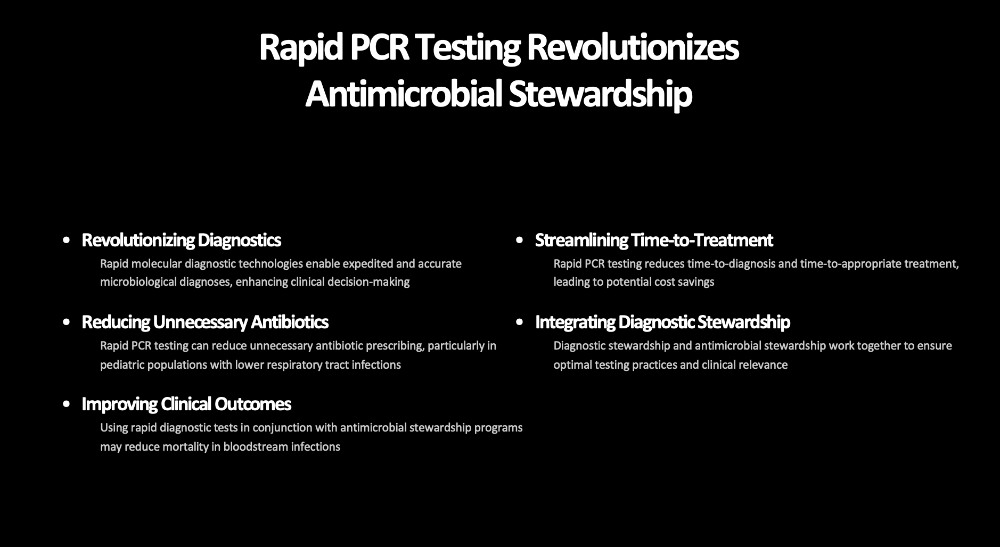 Rapid PCR Testing Revolutionizes
Antimicrobial Stewardship
• Revolutionizing Diagnostics
Rapid molecular diagnostic technologies enable expedited and accurate
microbiological diagnoses, enhancing clinical decision-making
• Reducing Unnecessary Antibiotics
Rapid PCR testing can reduce unnecessary antibiotic prescribing, particularly in
pediatric populations with lower respiratory tract infections
• Improving Clinical Outcomes
Using rapid diagnostic tests in conjunction with antimicrobial stewardship programs
may reduce mortality in bloodstream infections
• Streamlining Time-to-Treatment
Rapid PCR testing reduces time-to-diagnosis and time-to-appropriate treatment,
leading to potential cost savings
• Integrating Diagnostic Stewardship
Diagnostic stewardship and antimicrobial stewardship work together to ensure
optimal testing practices and clinical relevance